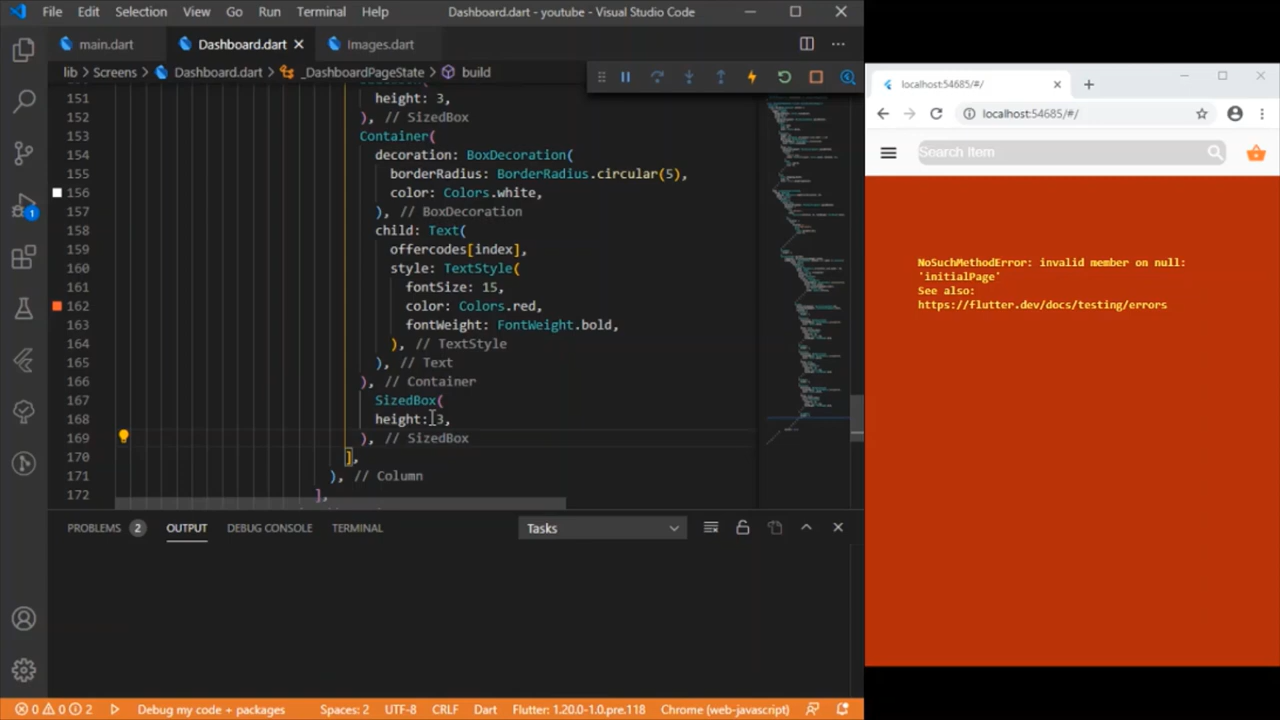 File Edit Selection View Go Run Terminal Help Dashboard.dart - youtube - Visual Studio Code
main.dart Dashboard.dart Images.dart
lib > Screens > Dashboard.dart > _DashboardPageState > build
151 height: 3,
152 ), // SizedBox
153 Container(
154 decoration: BoxDecoration(
155 borderRadius: BorderRadius.circular(5),
156 color: Colors.white,
157 ), // BoxDecoration
158 child: Text(
159 offercodes[index],
160 style: TextStyle(
161 fontSize: 15,
162 color: Colors.red,
163 fontWeight: FontWeight.bold,
164 ), // TextStyle
165 ), // Text
166 ), // Container
167 SizedBox(
168 height: 3,
169 ), // SizedBox
170 ],
171 ), // Column
172 ],
1
PROBLEMS 2 OUTPUT DEBUG CONSOLE TERMINAL Tasks
0 0 2 Debug my code + packages Spaces: 2 UTF-8 CRLF Dart Flutter: 1.20.0-1.0.pre.118 Chrome (web-javascript)
localhost:54685/#/
localhost:54685/#/
Search Item
NoSuchMethodError: invalid member on null:
'initialPage'
See also:
https://flutter.dev/docs/testing/errors